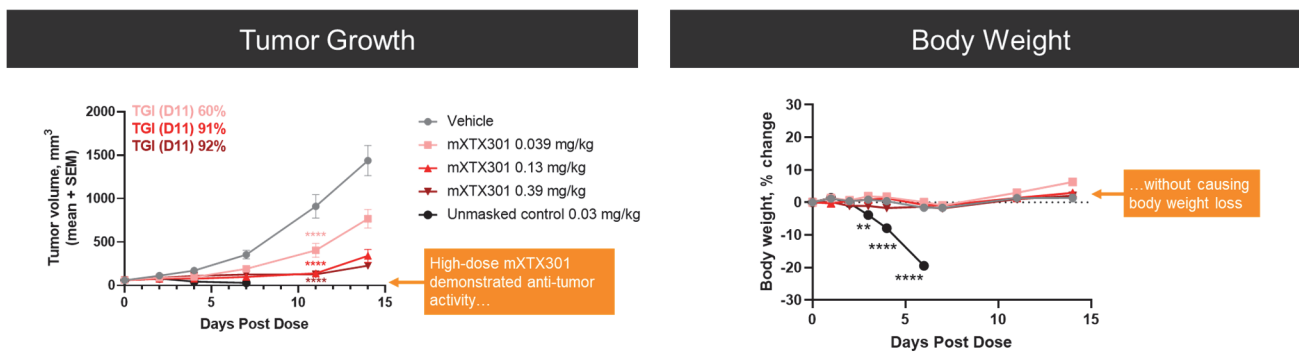 Tumor Growth
Body Weight
TGI (D11) 60%
TGI (D11) 91%
TGI (D11) 92%
Tumor volume, mm³
(mean + SEM)
2000
1500
1000
500
0
0
5
10
15
Days Post Dose
****
****
****
Vehicle
mXTX301 0.039 mg/kg
mXTX301 0.13 mg/kg
mXTX301 0.39 mg/kg
Unmasked control 0.03 mg/kg
High-dose mXTX301
demonstrated anti-tumor
activity…
Body weight, % change
30
20
10
0
-10
-20
-30
0
5
10
15
Days Post Dose
**
****
****
…without causing
body weight loss